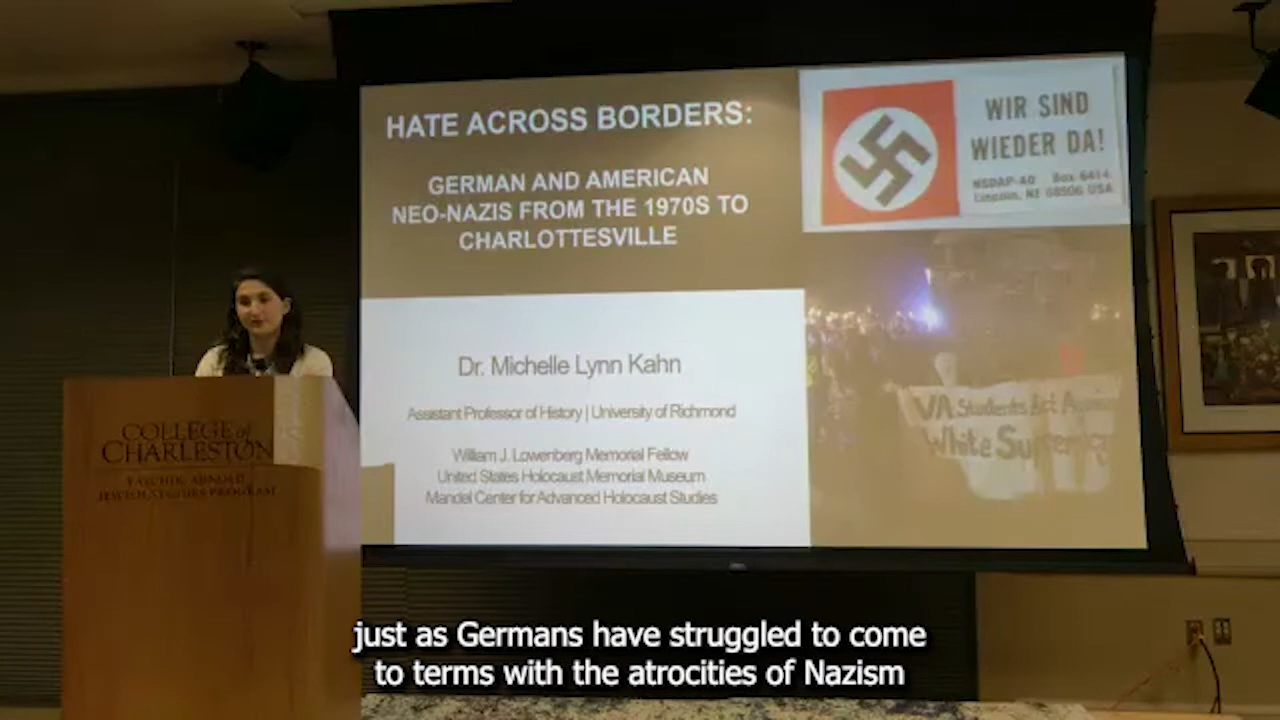 HATE ACROSS BORDERS:
GERMAN AND AMERICAN
NEO-NAZIS FROM THE 1970S TO
CHARLOTTESVILLE
WIR SIND
WIEDER DA!
NSDAP-AO Box 6414
Lincoln, NE 68506 USA
Dr. Michelle Lynn Kahn
Assistant Professor of History | University of Richmond
William J. Lowenberg Memorial Fellow
United States Holocaust Memorial Museum
Mandel Center for Advanced Holocaust Studies
VA Students Act
White
COLLEGE of
CHARLESTON
ARNOLD
JEWISH STUDIES PROGRAM
just as Germans have struggled to come
to terms with the atrocities of Nazism